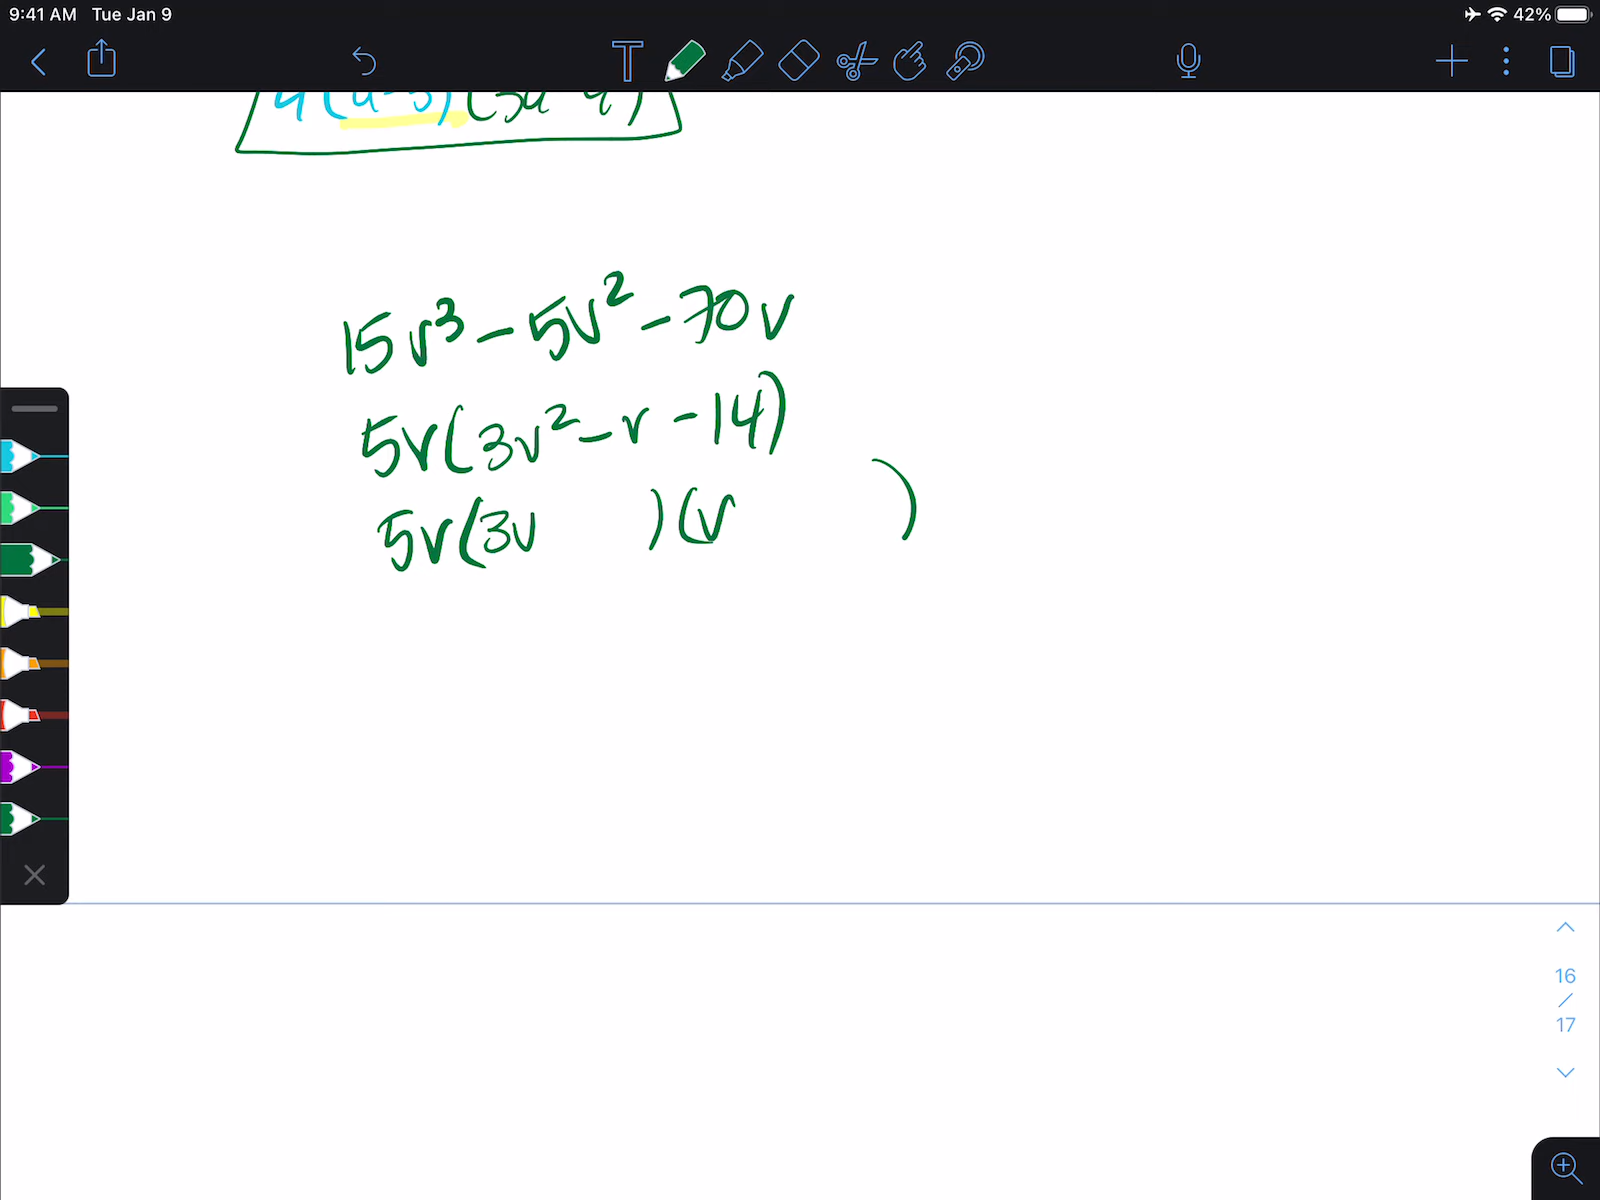 9:41 AM Tue Jan 9 42%
T
15v³ – 5v² – 70v
5v(3v² – v – 14)
5v(3v )(v )
16
/
17